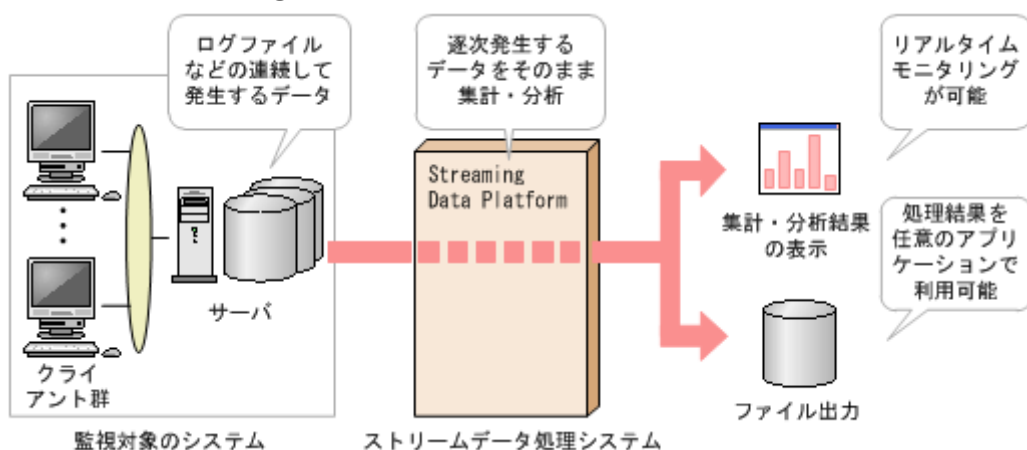 ログファイル
などの連続して
発生するデータ
逐次発生する
データをそのまま
集計・分析
リアルタイム
モニタリング
が可能
Streaming
Data Platform
集計・分析結果
の表示
処理結果を
任意のアプリ
ケーションで
利用可能
サーバ
クライ
アント群
ファイル出力
監視対象のシステム
ストリームデータ処理システム